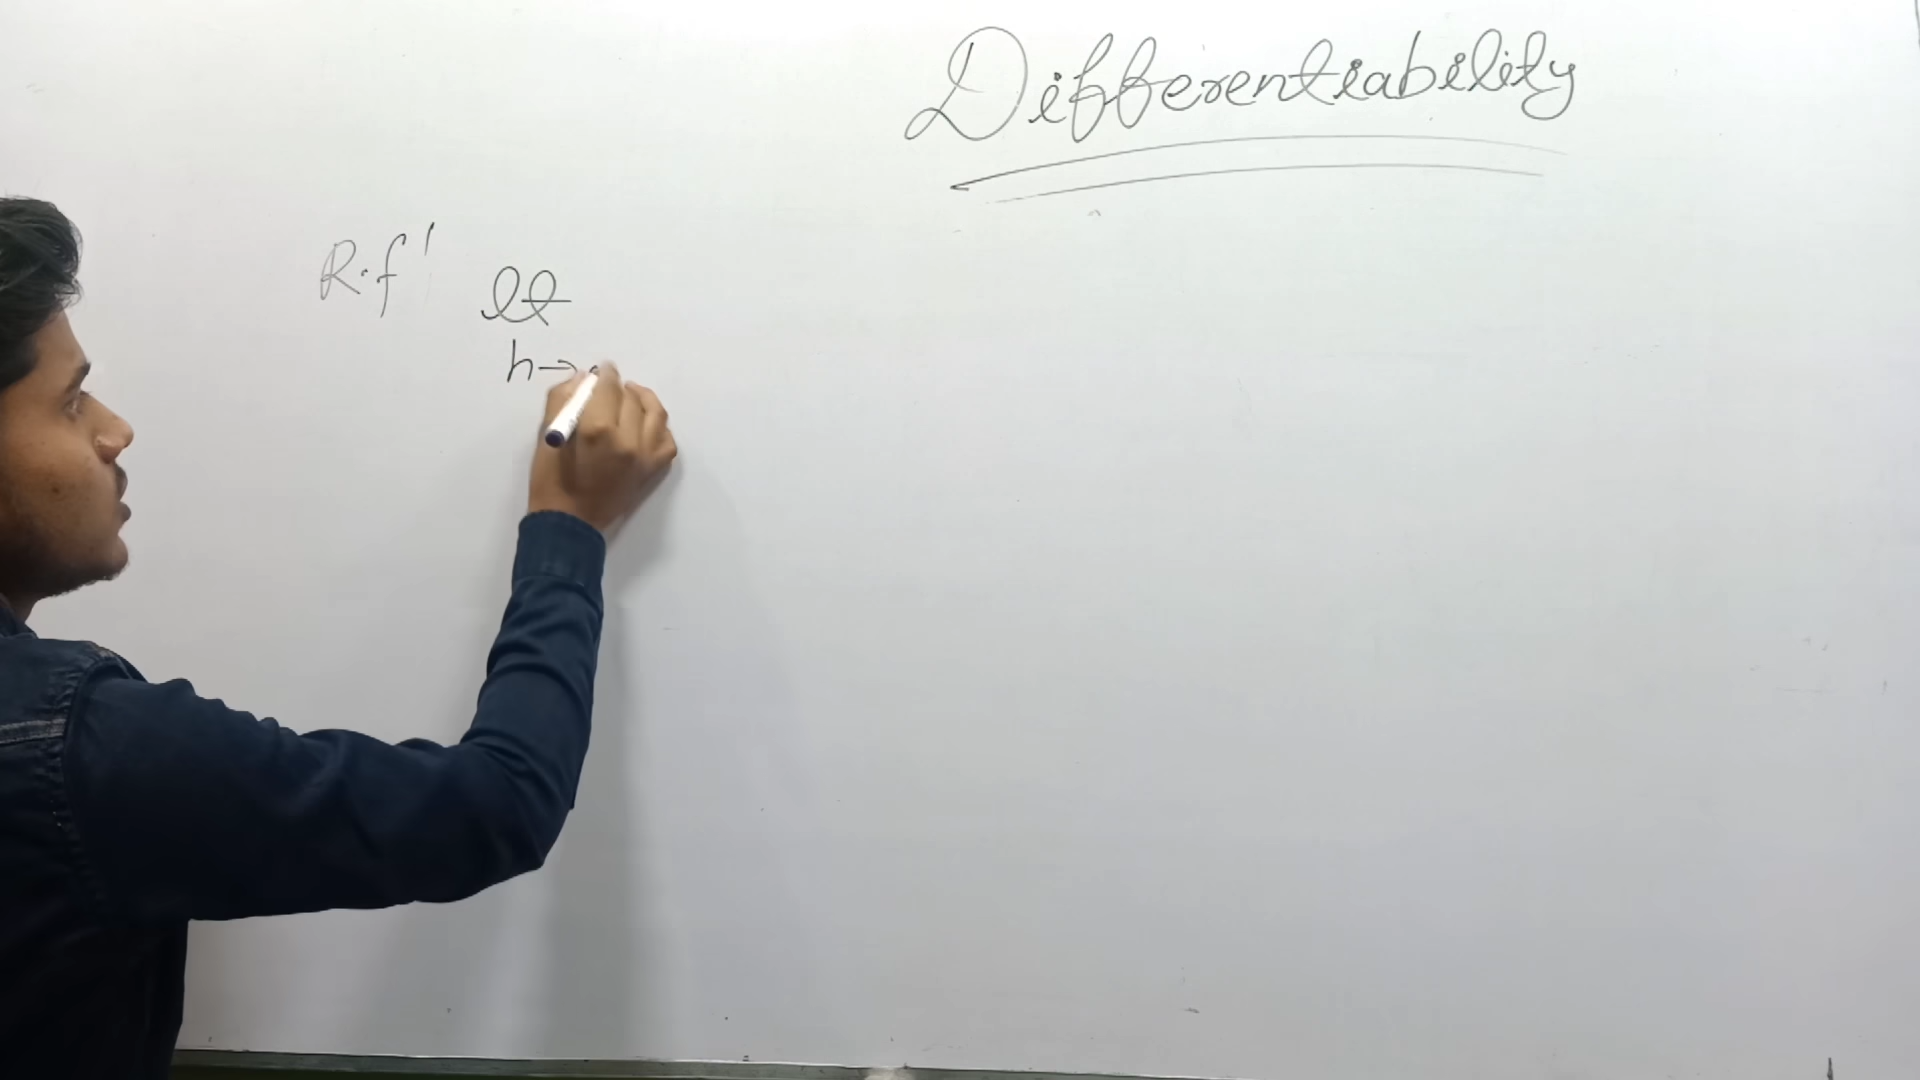 Differentiability
R.f' lt
h→